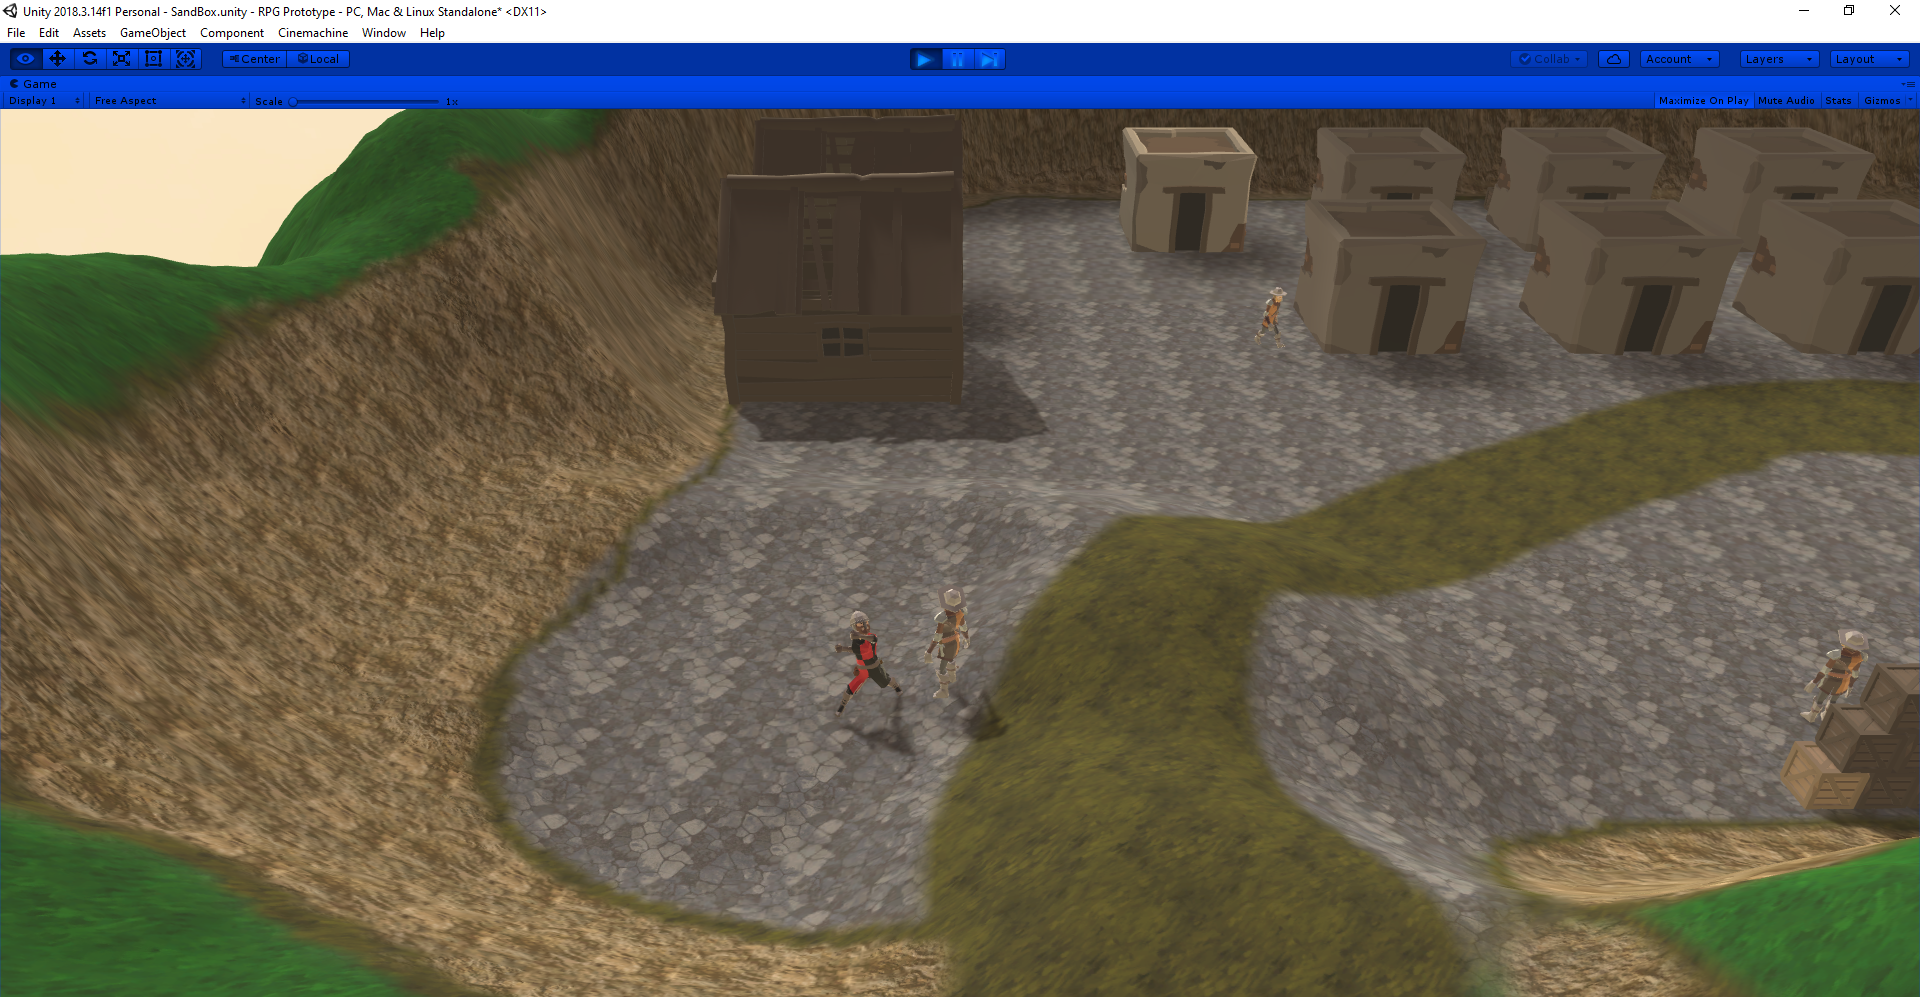 Unity 2018.3.14f1 Personal - SandBox.unity - RPG Prototype - PC, Mac & Linux Standalone* <DX11>
File Edit Assets GameObject Component Cinemachine Window Help
Center Local Collab Account Layers Layout
Game
Display 1 Free Aspect Scale 1x Maximize On Play Mute Audio Stats Gizmos